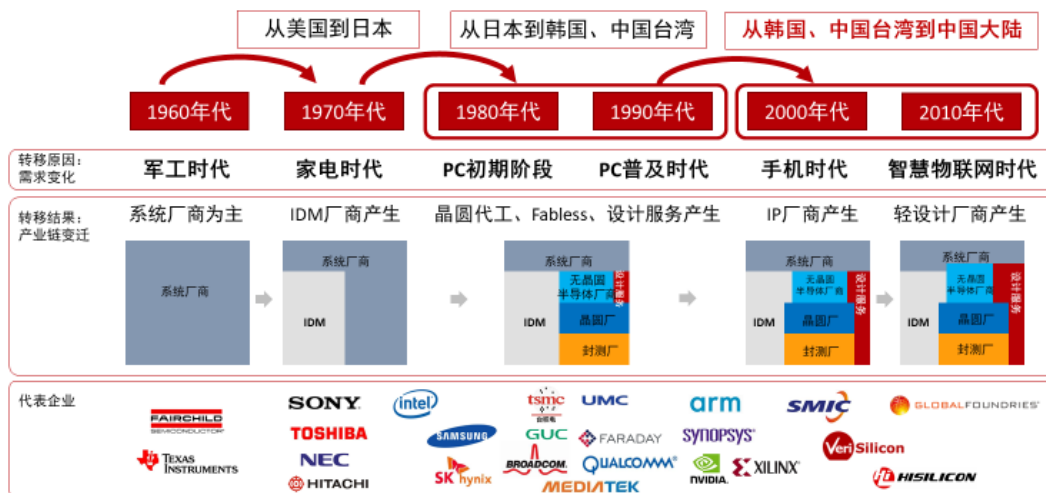 从美国到日本
从日本到韩国、中国台湾
从韩国、中国台湾到中国大陆
1960年代
1970年代
1980年代
1990年代
2000年代
2010年代
转移原因：
需求变化
军工时代
家电时代
PC初期阶段
PC普及时代
手机时代
智慧物联网时代
转移结果：
产业链变迁
系统厂商为主
IDM厂商产生
晶圆代工、Fabless、设计服务产生
IP厂商产生
轻设计厂商产生
系统厂商
系统厂商
IDM
系统厂商
无晶圆
半导体厂商
设计服务
IDM
晶圆厂
封测厂
系统厂商
无晶圆
半导体厂商
设计服务
IDM
晶圆厂
封测厂
系统厂商
无晶圆
半导体厂商
设计服务
IDM
晶圆厂
封测厂
代表企业
FAIRCHILD
SEMICONDUCTOR
TEXAS
INSTRUMENTS
SONY
TOSHIBA
NEC
HITACHI
intel
SAMSUNG
SK hynix
tsmc
台积电
UMC
GUC
FARADAY
BROADCOM
QUALCOMM
MEDIATEK
arm
SYNOPSYS
NVIDIA
XILINX
SMIC
VeriSilicon
GLOBALFOUNDRIES
HISILICON